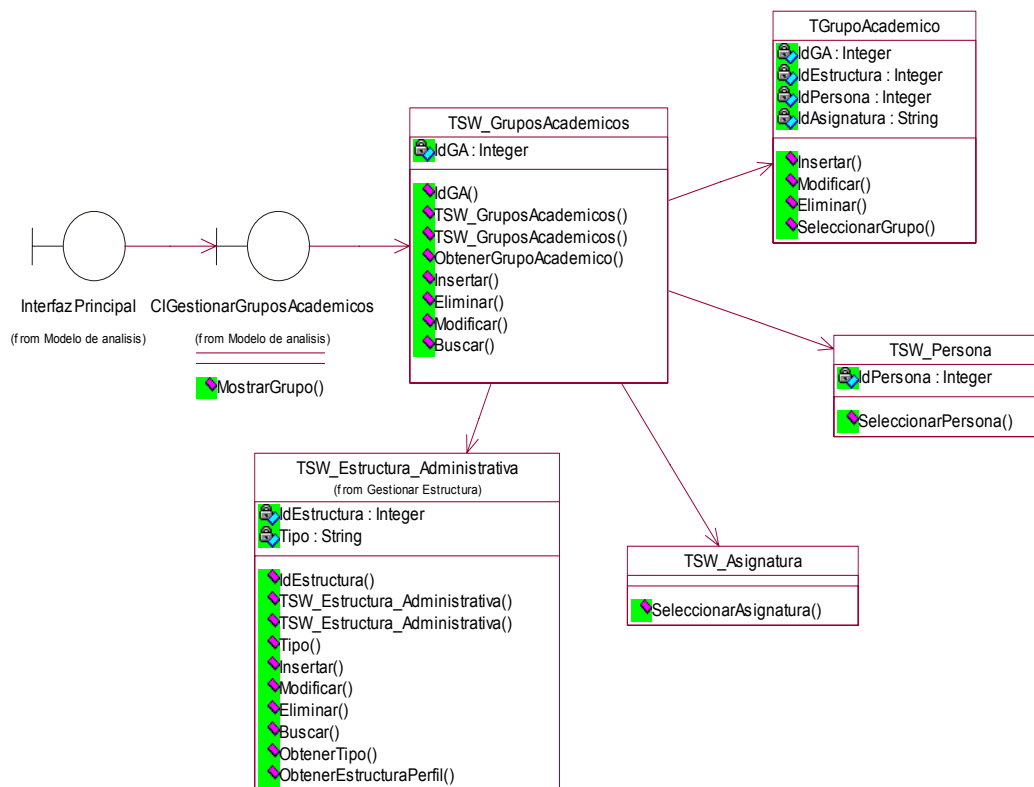 TGrupoAcademico
IdGA : Integer
IdEstructura : Integer
IdPersona : Integer
IdAsignatura : String
Insertar()
Modificar()
Eliminar()
SeleccionarGrupo()
TSW_GruposAcademicos
IdGA : Integer
IdGA()
TSW_GruposAcademicos()
TSW_GruposAcademicos()
ObtenerGrupoAcademico()
Insertar()
Eliminar()
Modificar()
Buscar()
Interfaz Principal
(from Modelo de analisis)
CIGestionarGruposAcademicos
(from Modelo de analisis)
MostrarGrupo()
TSW_Persona
IdPersona : Integer
SeleccionarPersona()
TSW_Estructura_Administrativa
(from Gestionar Estructura)
IdEstructura : Integer
Tipo : String
IdEstructura()
TSW_Estructura_Administrativa()
TSW_Estructura_Administrativa()
Tipo()
Insertar()
Modificar()
Eliminar()
Buscar()
ObtenerTipo()
ObtenerEstructuraPerfil()
TSW_Asignatura
SeleccionarAsignatura()